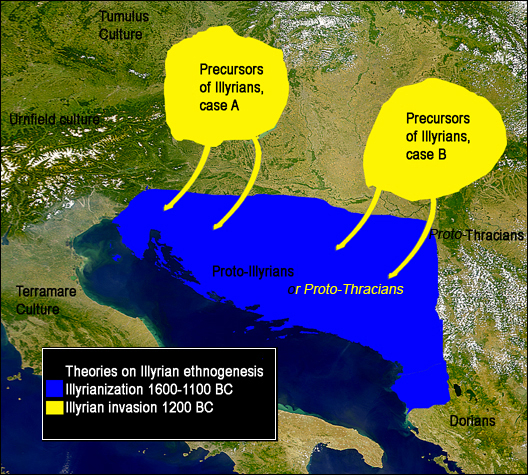 Tumulus
Culture
Precursors
of Illyrians,
case A
Urnfield culture
Precursors
of Illyrians,
case B
Proto-Thracians
Proto-Illyrians
or Proto-Thracians
Terramare
Culture
Theories on Illyrian ethnogenesis
Illyrianization 1600-1100 BC
Illyrian invasion 1200 BC
Dorians